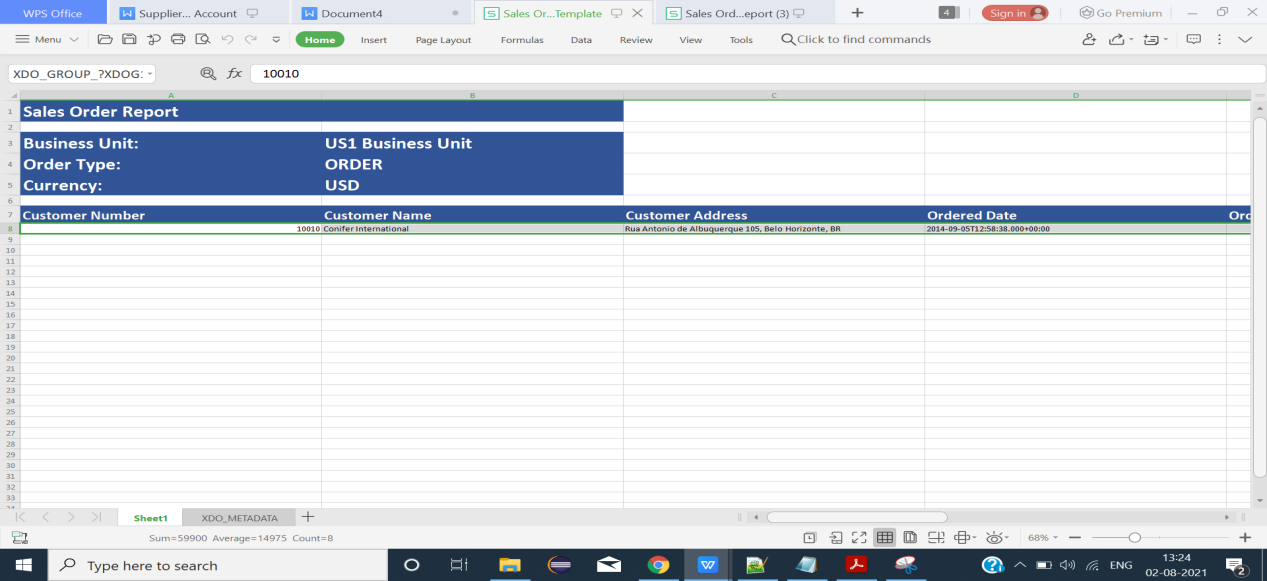 WPS Office Supplier... Account Document4 Sales Or...Template Sales Ord...eport (3) 4 Sign in Go Premium
Menu Home Insert Page Layout Formulas Data Review View Tools Click to find commands
XDO_GROUP_?XDOG: fx 10010
A B C D
1 Sales Order Report
2
3 Business Unit: US1 Business Unit
4 Order Type: ORDER
5 Currency: USD
6
7 Customer Number Customer Name Customer Address Ordered Date Orc
8 10010 Conifer International Rua Antonio de Albuquerque 105, Belo Horizonte, BR 2014-09-05T12:58:38.000+00:00
9
10
11
12
13
14
15
16
17
18
19
20
21
22
23
24
25
26
27
28
29
30
31
32
33
Sheet1 XDO_METADATA
Sum=59900 Average=14975 Count=8 68%
Type here to search ENG 13:24
02-08-2021 2